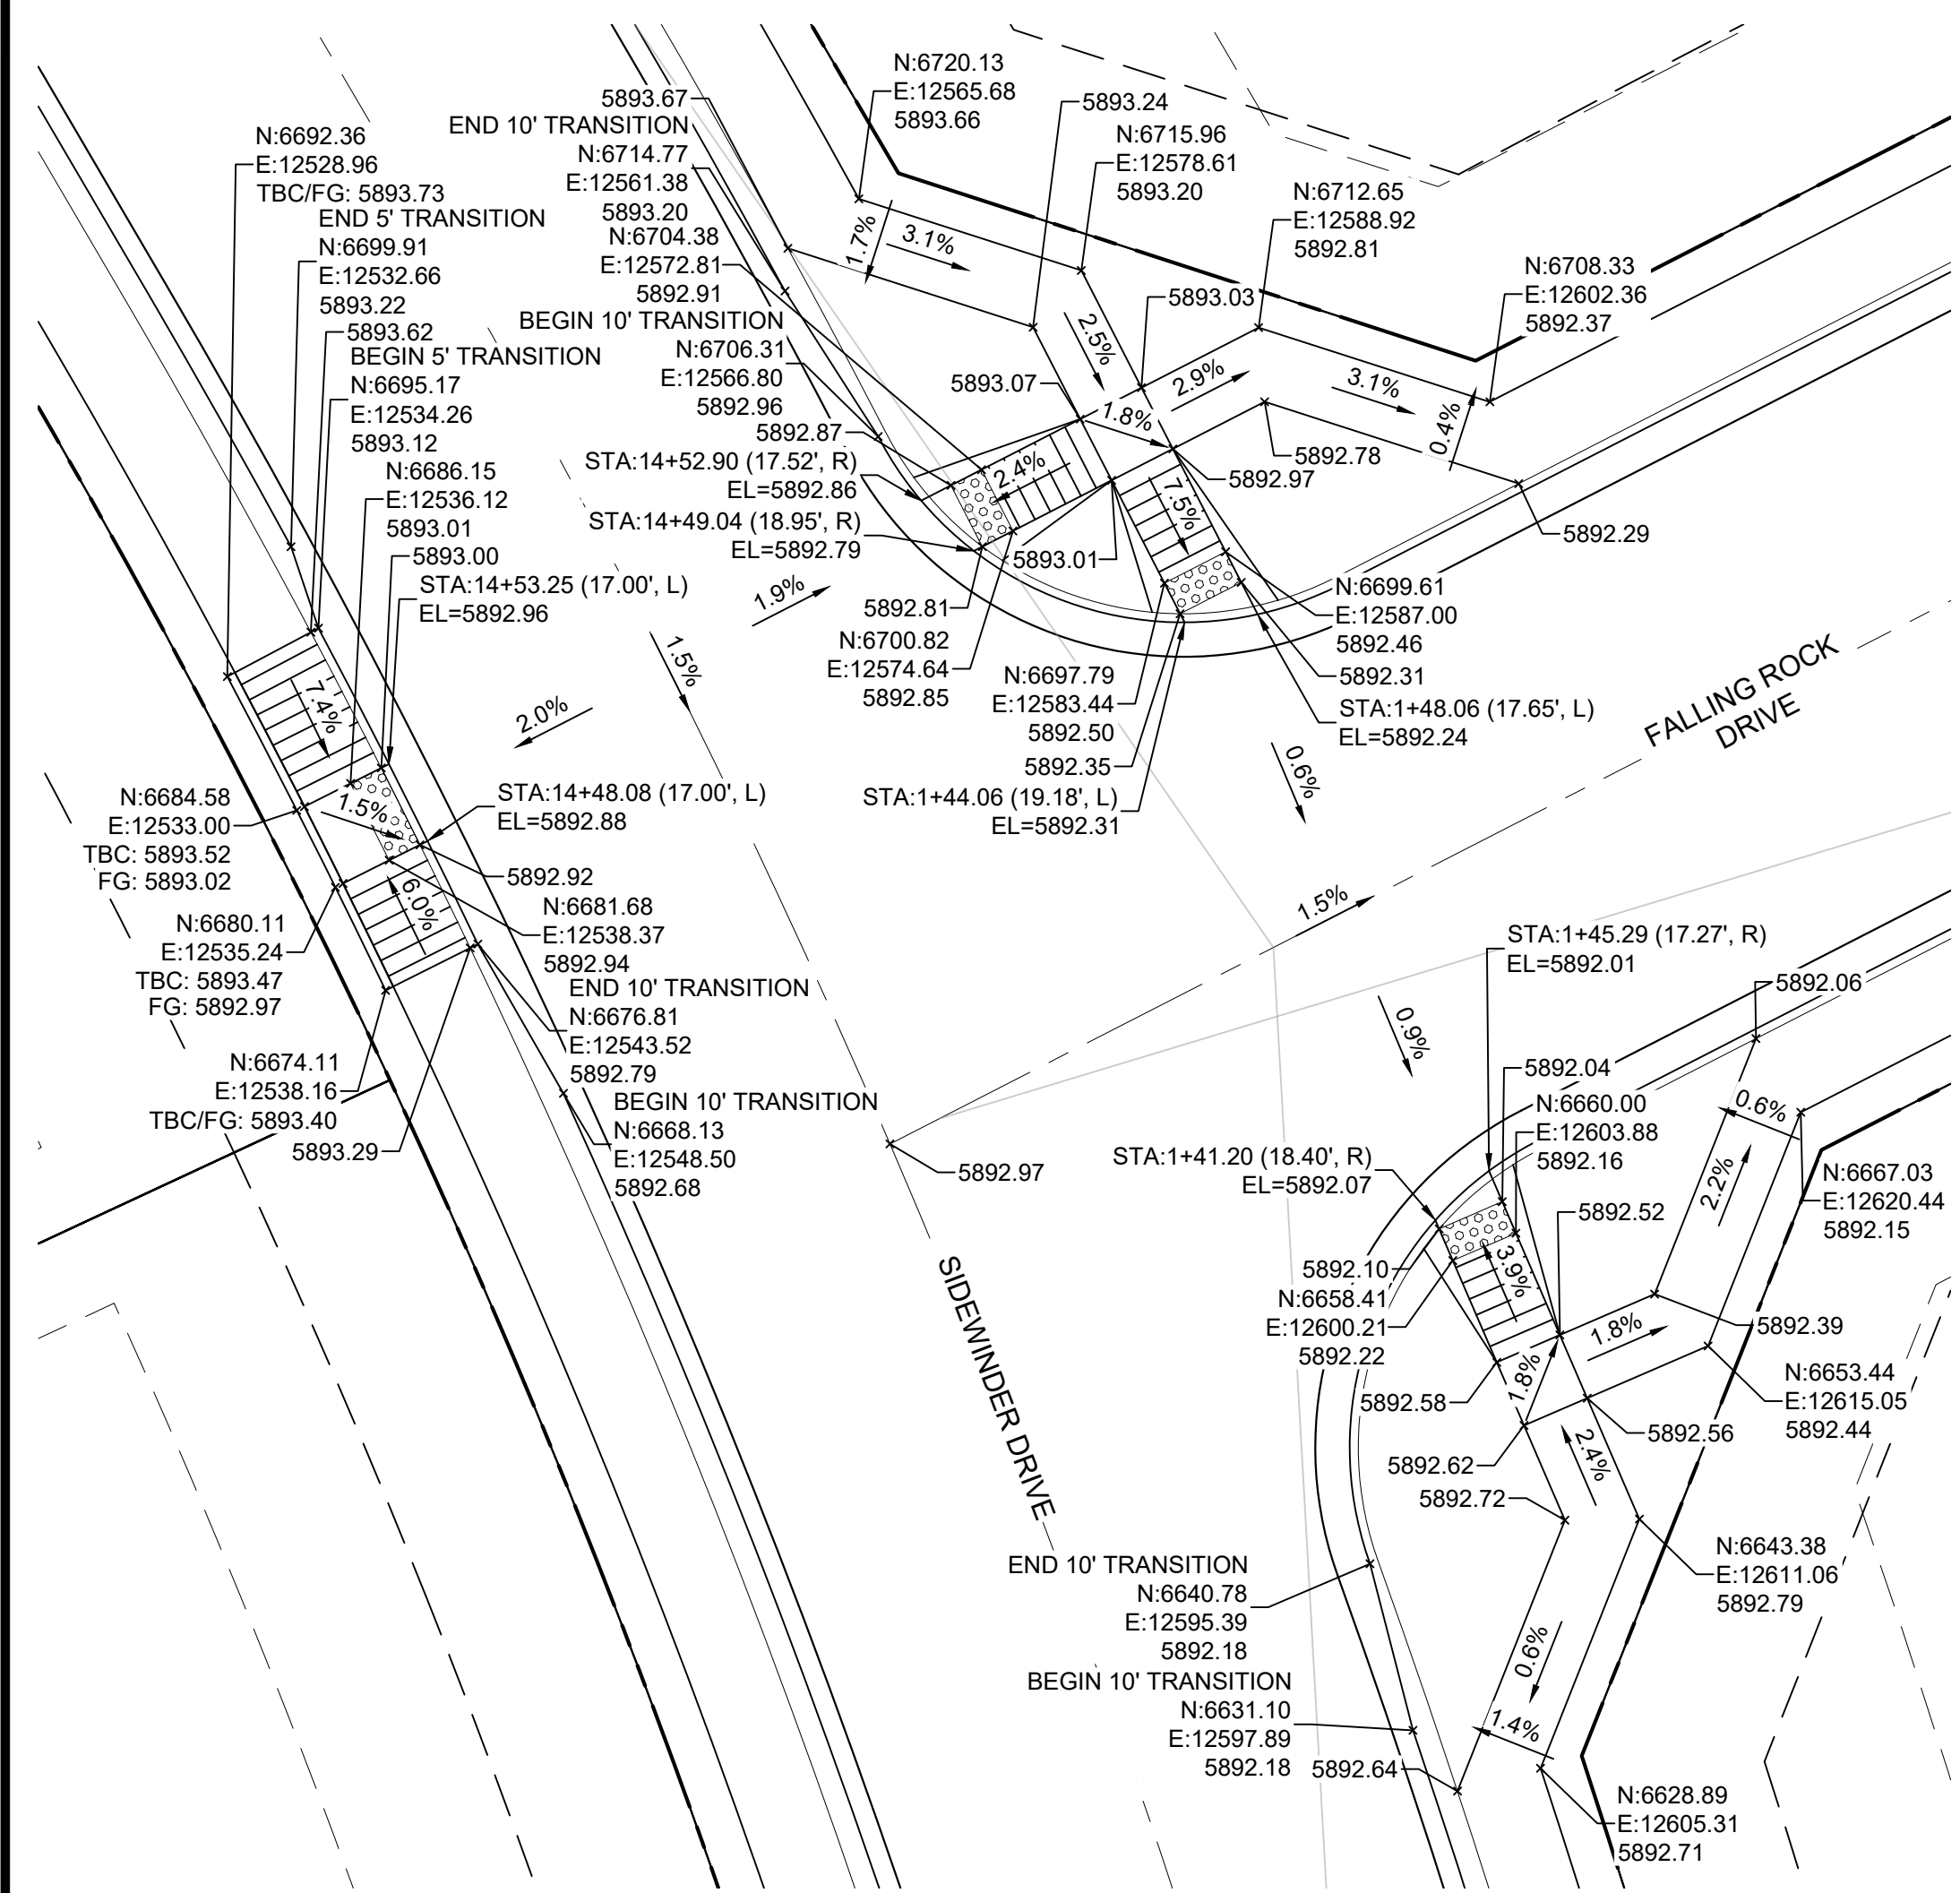 N:6720.13
E:12565.68
5893.66
5893.67
END 10' TRANSITION
N:6714.77
E:12561.38
5893.20
5893.24
N:6715.96
E:12578.61
5893.20
N:6692.36
E:12528.96
TBC/FG: 5893.73
END 5' TRANSITION
N:6699.91
E:12532.66
5893.22
5893.62
BEGIN 5' TRANSITION
N:6695.17
E:12534.26
5893.12
N:6704.38
E:12572.81
5892.91
BEGIN 10' TRANSITION
N:6706.31
E:12566.80
5892.96
5892.87
1.7%
3.1%
N:6712.65
E:12588.92
5892.81
N:6708.33
E:12602.36
5892.37
5893.03
2.5%
5893.07
2.9%
3.1%
0.4%
1.8%
5892.78
5892.97
STA:14+52.90 (17.52', R)
EL=5892.86
2.4%
7.5%
STA:14+49.04 (18.95', R)
EL=5892.79
5893.01
5892.29
N:6686.15
E:12536.12
5893.01
5893.00
STA:14+53.25 (17.00', L)
EL=5892.96
1.9%
1.5%
5892.81
N:6700.82
E:12574.64
5892.85
N:6699.61
E:12587.00
5892.46
5892.31
N:6697.79
E:12583.44
5892.50
5892.35
STA:1+48.06 (17.65', L)
EL=5892.24
STA:1+44.06 (19.18', L)
EL=5892.31
0.6%
FALLING ROCK
DRIVE
7.4%
2.0%
N:6684.58
E:12533.00
TBC: 5893.52
FG: 5893.02
1.5%
STA:14+48.08 (17.00', L)
EL=5892.88
5892.92
6.0%
N:6681.68
E:12538.37
5892.94
N:6680.11
E:12535.24
TBC: 5893.47
FG: 5892.97
END 10' TRANSITION
N:6676.81
E:12543.52
5892.79
N:6674.11
E:12538.16
TBC/FG: 5893.40
5893.29
BEGIN 10' TRANSITION
N:6668.13
E:12548.50
5892.68
5892.97
1.5%
0.9%
STA:1+45.29 (17.27', R)
EL=5892.01
5892.06
5892.04
N:6660.00
E:12603.88
5892.16
0.6%
STA:1+41.20 (18.40', R)
EL=5892.07
2.2%
N:6667.03
E:12620.44
5892.15
5892.52
5892.10
3.9%
N:6658.41
E:12600.21
5892.22
1.8%
5892.39
1.8%
N:6653.44
E:12615.05
5892.44
5892.58
5892.56
5892.62
2.4%
5892.72
SIDEWINDER DRIVE
N:6643.38
E:12611.06
5892.79
END 10' TRANSITION
N:6640.78
E:12595.39
5892.18
0.6%
BEGIN 10' TRANSITION
N:6631.10
E:12597.89
5892.18
5892.64
1.4%
N:6628.89
E:12605.31
5892.71